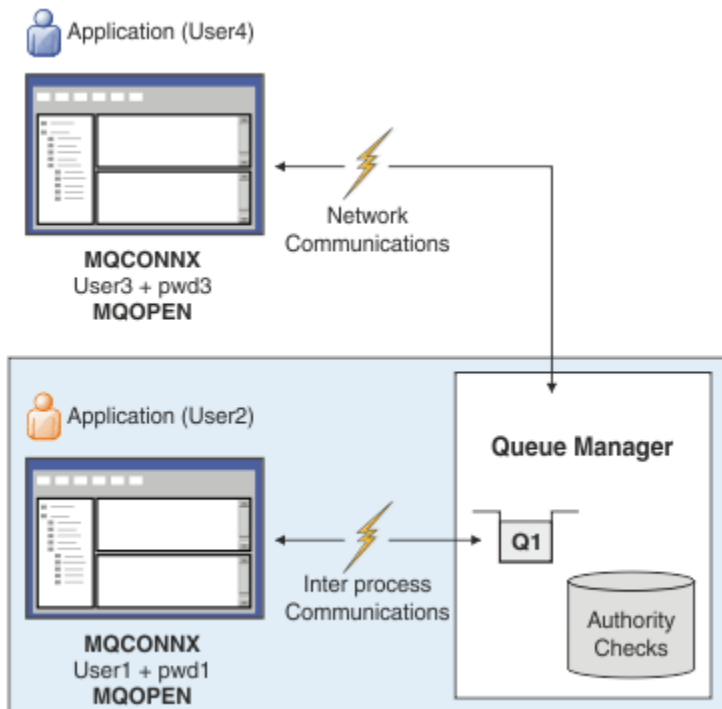 Application (User4)
Network
Communications
MQCONNX
User3 + pwd3
MQOPEN
Application (User2)
Queue Manager
Q1
Inter process
Communications
Authority
Checks
MQCONNX
User1 + pwd1
MQOPEN